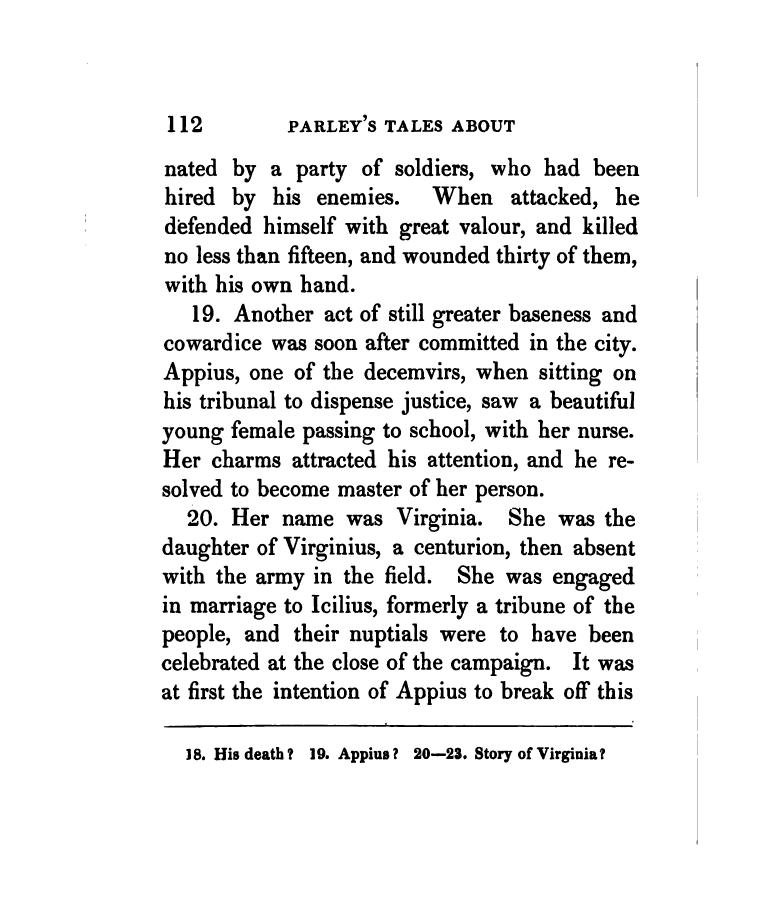 112 PARLEY'S TALES ABOUT
nated by a party of soldiers, who had been
hired by his enemies. When attacked, he
defended himself with great valour, and killed
no less than fifteen, and wounded thirty of them,
with his own hand.
19. Another act of still greater baseness and
cowardice was soon after committed in the city.
Appius, one of the decemvirs, when sitting on
his tribunal to dispense justice, saw a beautiful
young female passing to school, with her nurse.
Her charms attracted his attention, and he re-
solved to become master of her person.
20. Her name was Virginia. She was the
daughter of Virginius, a centurion, then absent
with the army in the field. She was engaged
in marriage to Icilius, formerly a tribune of the
people, and their nuptials were to have been
celebrated at the close of the campaign. It was
at first the intention of Appius to break off this
18. His death? 19. Appius? 20—23. Story of Virginia?